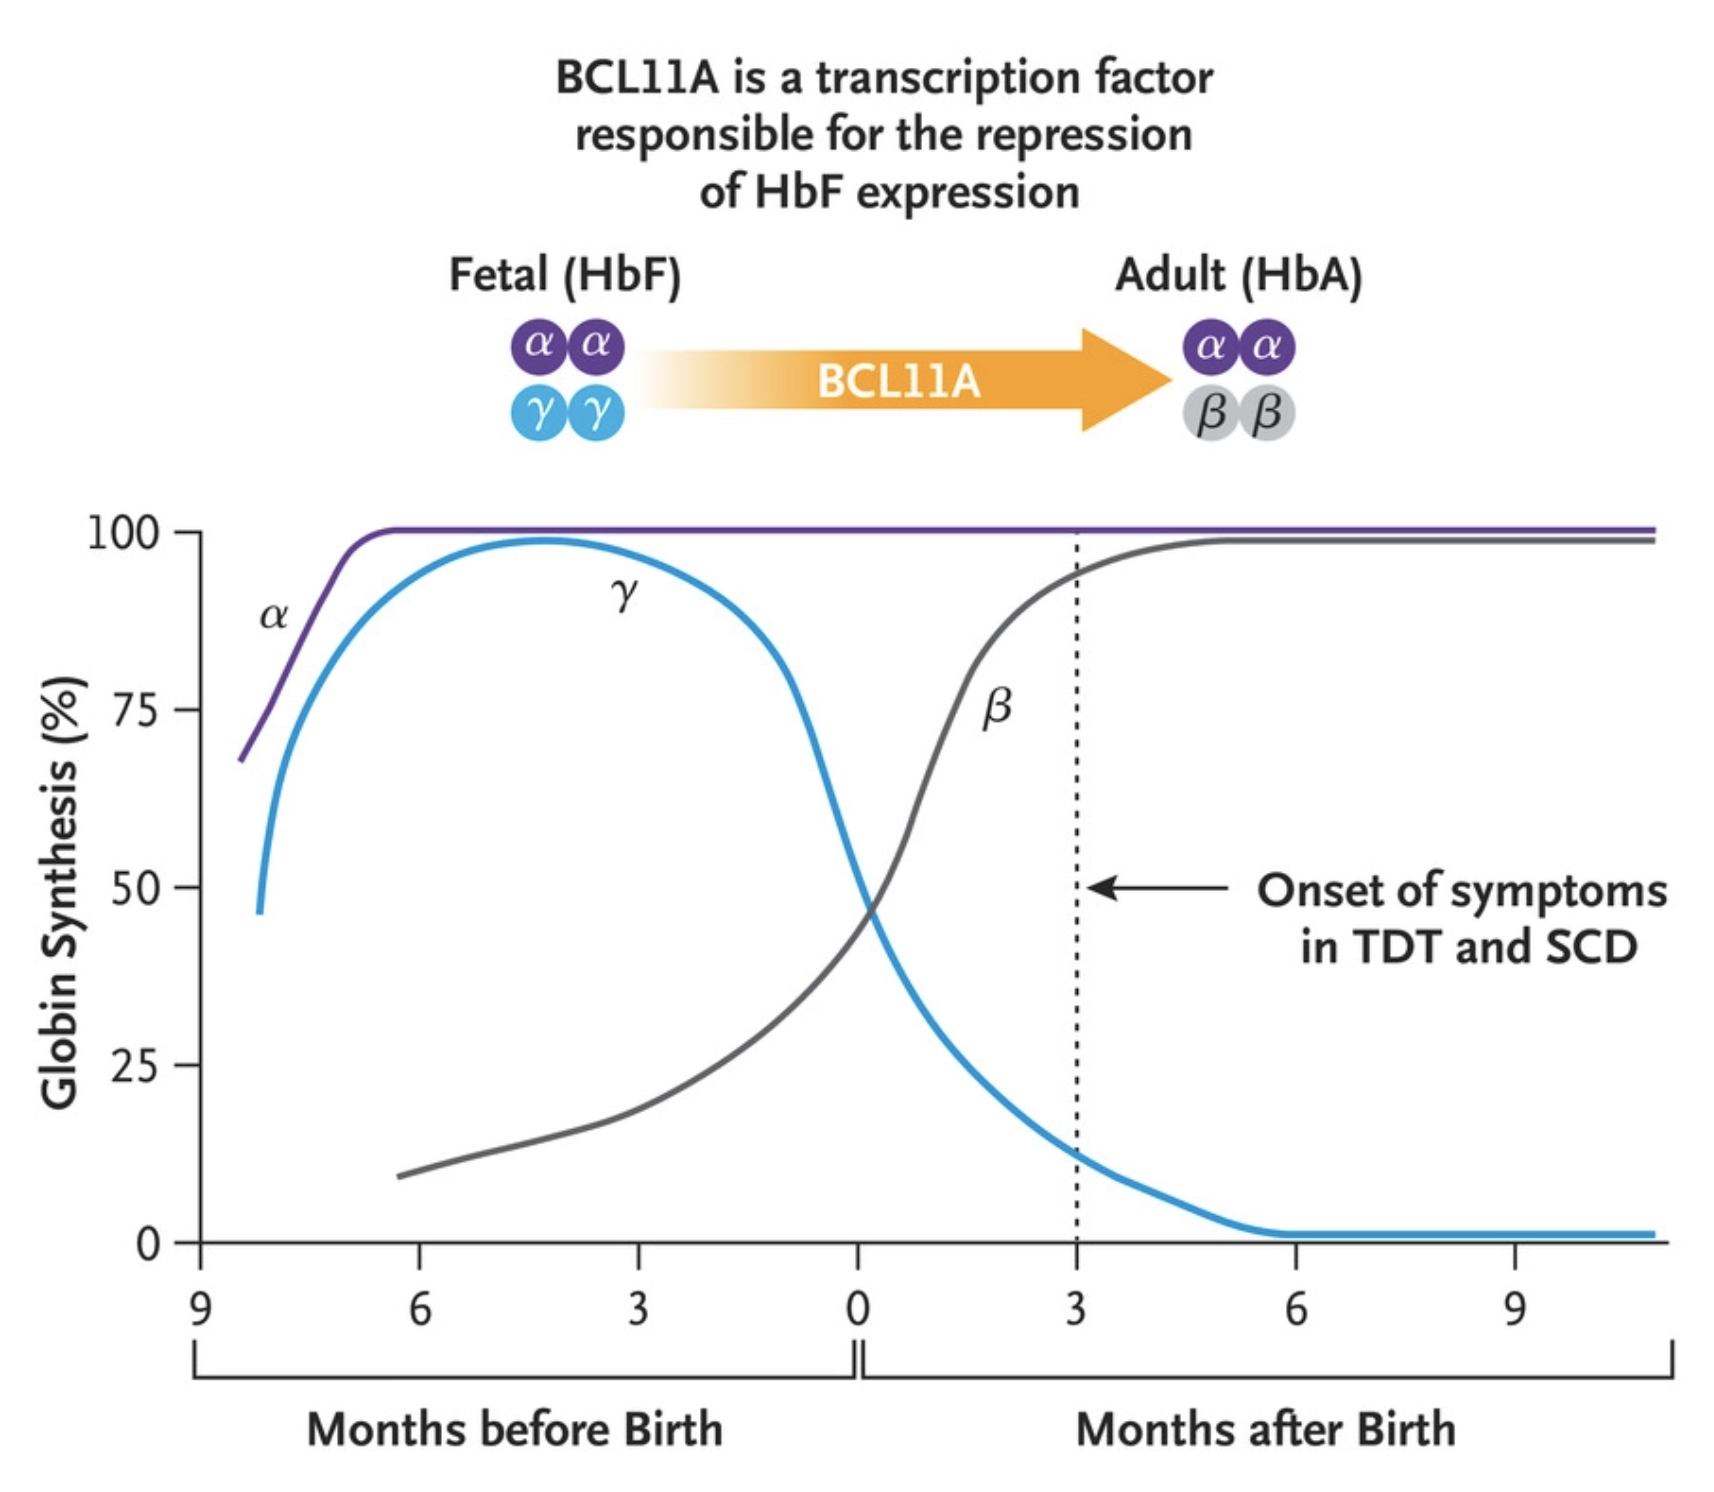 BCL11A is a transcription factor
responsible for the repression
of HbF expression
Fetal (HbF)
Adult (HbA)
α α
γ γ
BCL11A
α α
β β
Globin Synthesis (%)
100
75
50
25
0
α
γ
β
Onset of symptoms
in TDT and SCD
9 6 3 0 3 6 9
Months before Birth
Months after Birth